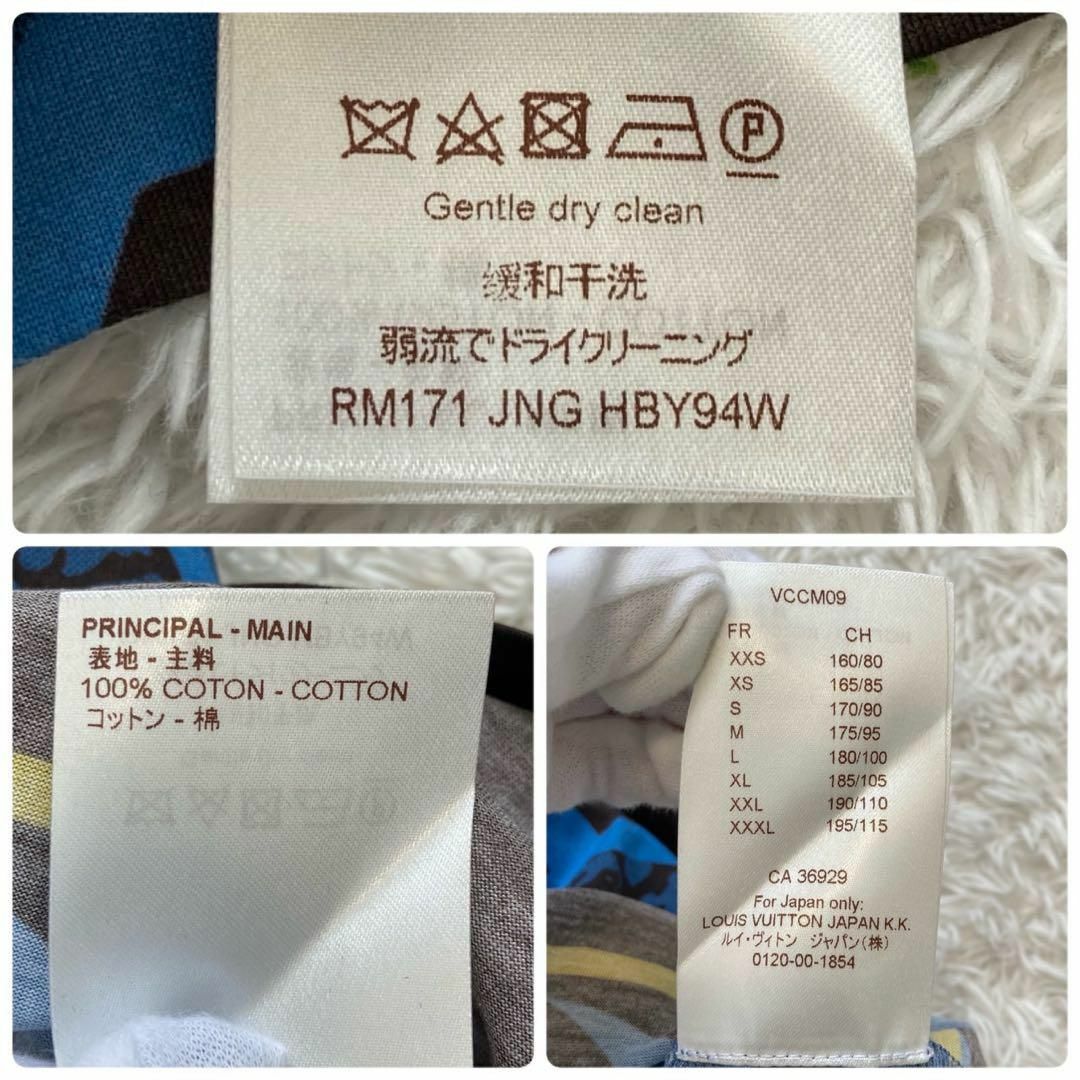 P
Gentle dry clean
缓和干洗
弱流でドライクリーニング
RM171 JNG HBY94W
PRINCIPAL - MAIN
表地 - 主料
100% COTON - COTTON
コットン - 棉
VCCM09
FR CH
XXS 160/80
XS 165/85
S 170/90
M 175/95
L 180/100
XL 185/105
XXL 190/110
XXXL 195/115
CA 36929
For Japan only:
LOUIS VUITTON JAPAN K.K.
ルイ・ヴィトン ジャパン(株)
0120-00-1854